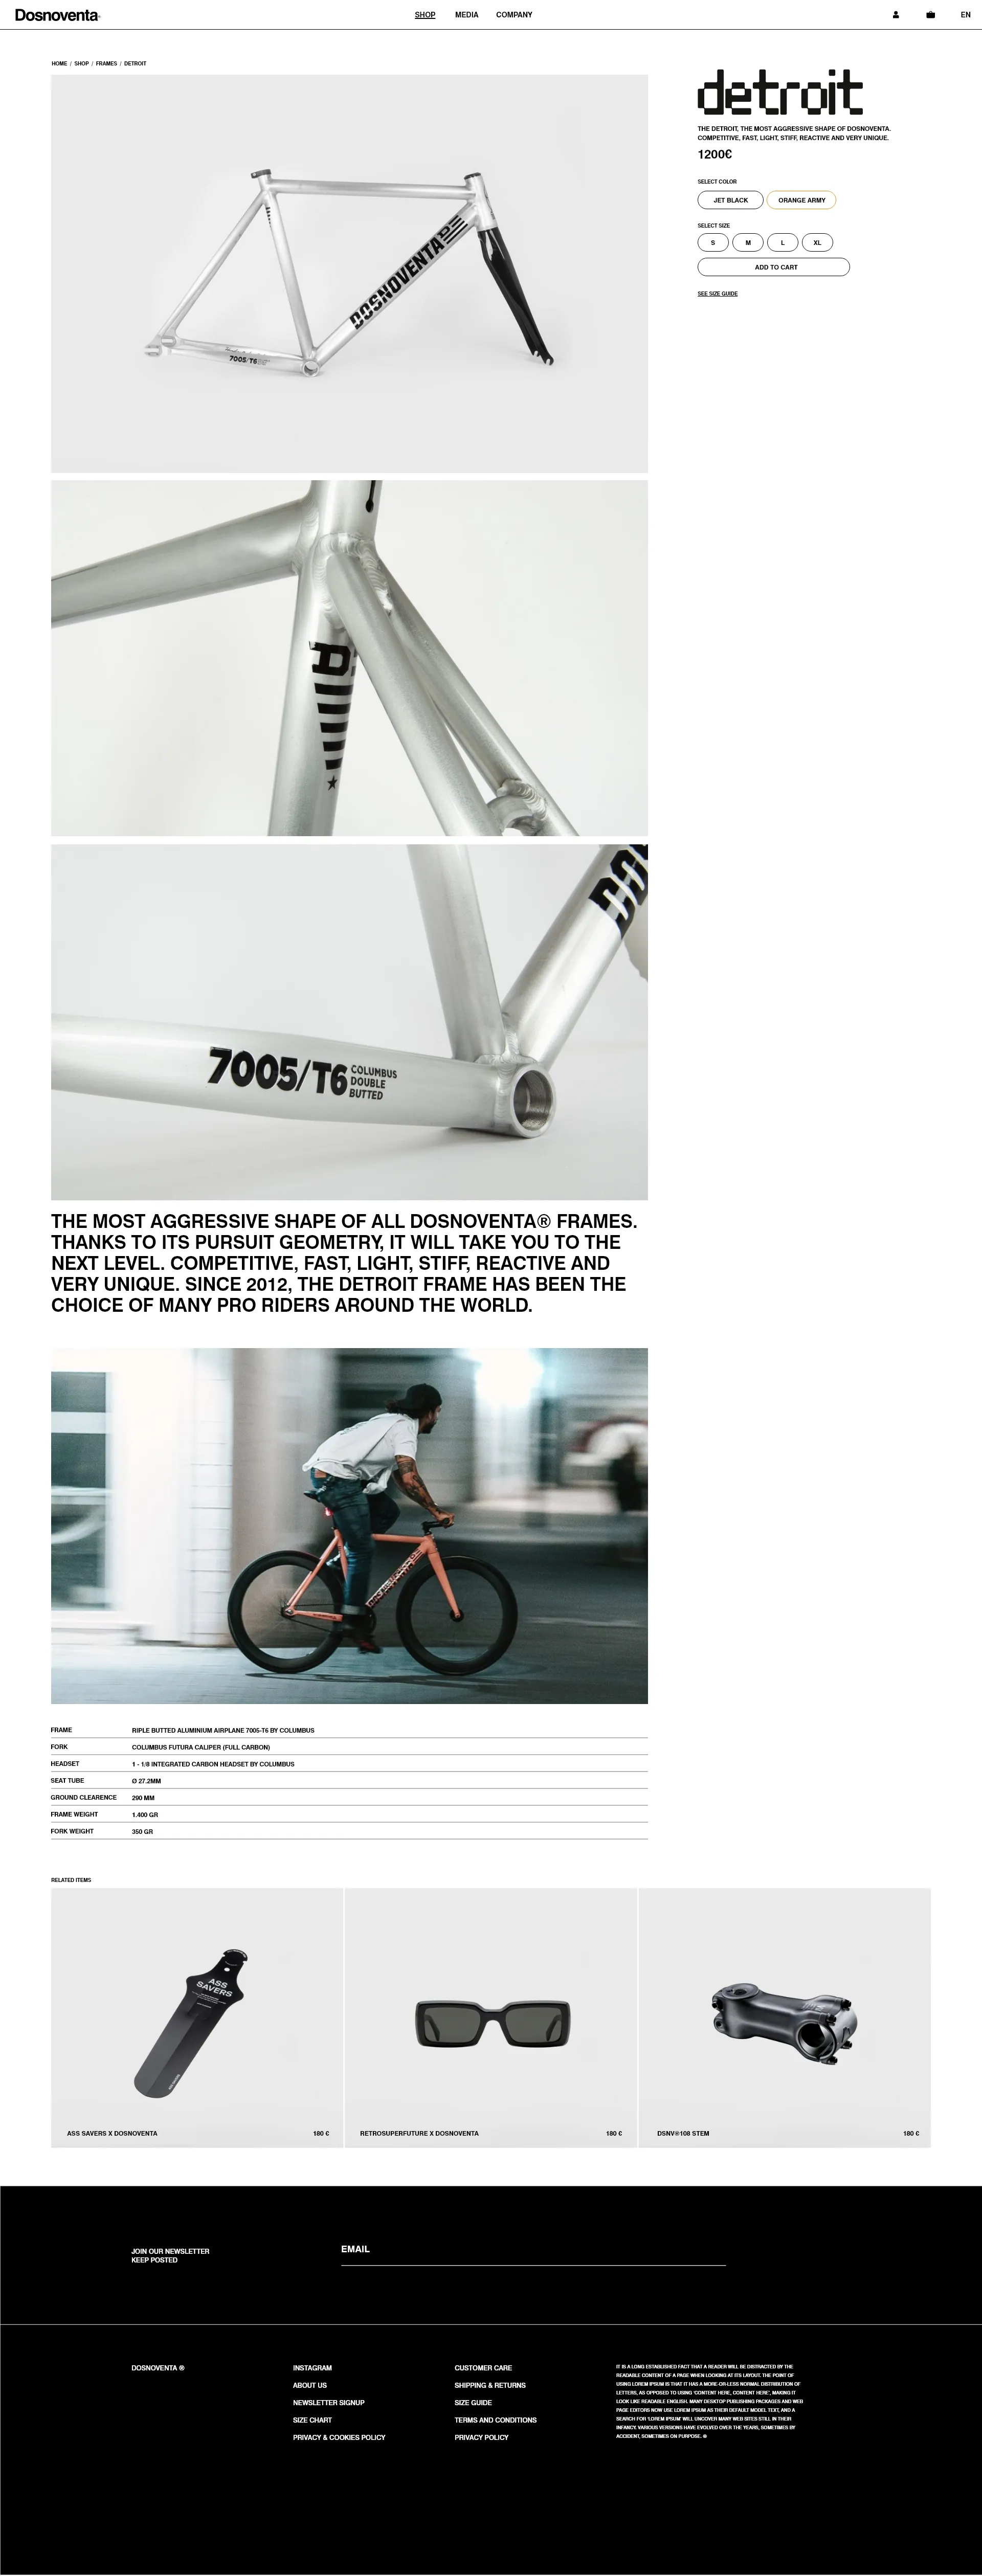 Dosnoventa
SHOP
MEDIA
COMPANY
EN
HOME / SHOP / FRAMES / DETROIT
detroit
THE DETROIT, THE MOST AGGRESSIVE SHAPE OF DOSNOVENTA.
COMPETITIVE, FAST, LIGHT, STIFF, REACTIVE AND VERY UNIQUE.
1200€
SELECT COLOR
JET BLACK
ORANGE ARMY
SELECT SIZE
S
M
L
XL
ADD TO CART
SEE SIZE GUIDE
DOSNOVENTA
7005/T6
7005/T6
COLUMBUS
DOUBLE
BUTTED
THE MOST AGGRESSIVE SHAPE OF ALL DOSNOVENTA® FRAMES.
THANKS TO ITS PURSUIT GEOMETRY, IT WILL TAKE YOU TO THE
NEXT LEVEL. COMPETITIVE, FAST, LIGHT, STIFF, REACTIVE AND
VERY UNIQUE. SINCE 2012, THE DETROIT FRAME HAS BEEN THE
CHOICE OF MANY PRO RIDERS AROUND THE WORLD.
FRAME
RIPLE BUTTED ALUMINIUM AIRPLANE 7005-T6 BY COLUMBUS
FORK
COLUMBUS FUTURA CALIPER (FULL CARBON)
HEADSET
1 - 1/8 INTEGRATED CARBON HEADSET BY COLUMBUS
SEAT TUBE
Ø 27.2MM
GROUND CLEARENCE
290 MM
FRAME WEIGHT
1.400 GR
FORK WEIGHT
350 GR
RELATED ITEMS
ASS
SAVERS
ASS SAVERS X DOSNOVENTA
180 €
RETROSUPERFUTURE X DOSNOVENTA
180 €
DSNV®108 STEM
180 €
JOIN OUR NEWSLETTER
KEEP POSTED
EMAIL
DOSNOVENTA ®
INSTAGRAM
ABOUT US
NEWSLETTER SIGNUP
SIZE CHART
PRIVACY & COOKIES POLICY
CUSTOMER CARE
SHIPPING & RETURNS
SIZE GUIDE
TERMS AND CONDITIONS
PRIVACY POLICY
IT IS A LONG ESTABLISHED FACT THAT A READER WILL BE DISTRACTED BY THE
READABLE CONTENT OF A PAGE WHEN LOOKING AT ITS LAYOUT. THE POINT OF
USING LOREM IPSUM IS THAT IT HAS A MORE-OR-LESS NORMAL DISTRIBUTION OF
LETTERS, AS OPPOSED TO USING 'CONTENT HERE, CONTENT HERE', MAKING IT
LOOK LIKE READABLE ENGLISH. MANY DESKTOP PUBLISHING PACKAGES AND WEB
PAGE EDITORS NOW USE LOREM IPSUM AS THEIR DEFAULT MODEL TEXT, AND A
SEARCH FOR 'LOREM IPSUM' WILL UNCOVER MANY WEB SITES STILL IN THEIR
INFANCY. VARIOUS VERSIONS HAVE EVOLVED OVER THE YEARS, SOMETIMES BY
ACCIDENT, SOMETIMES ON PURPOSE. ®